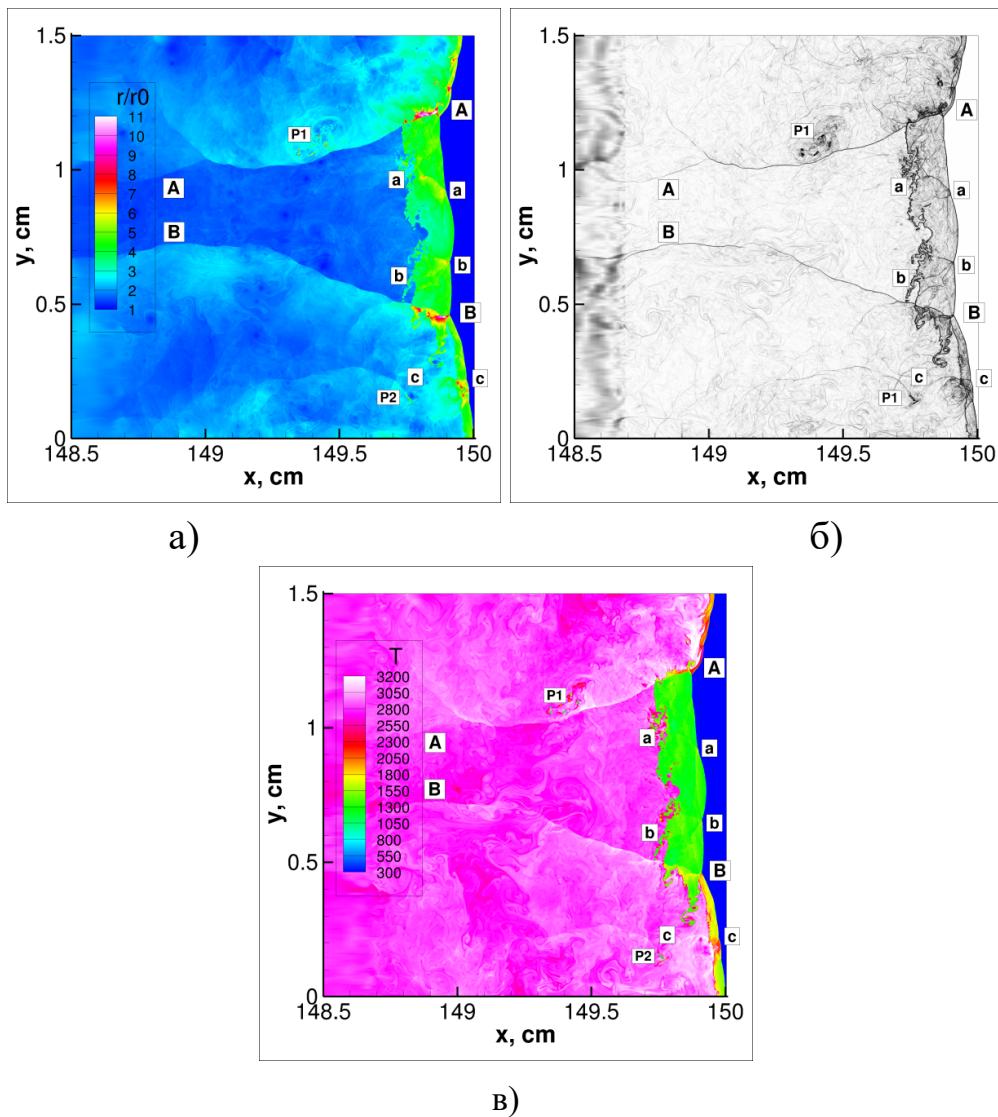 1.5
r/r0
11
10
9
8
7
6
5
4
3
2
1
1
0.5
0
y, cm
148.5 149 149.5 150
x, cm
P1
A
A
a
a
B
b
b
B
c
c
P2
а)
1.5
1
0.5
0
y, cm
148.5 149 149.5 150
x, cm
P1
A
A
a
a
B
b
b
B
c
c
P1
б)
1.5
T
3200
3050
2800
2550
2300
2050
1800
1550
1300
1050
800
550
300
1
0.5
0
y, cm
148.5 149 149.5 150
x, cm
P1
A
A
a
a
B
b
b
B
c
c
P2
в)